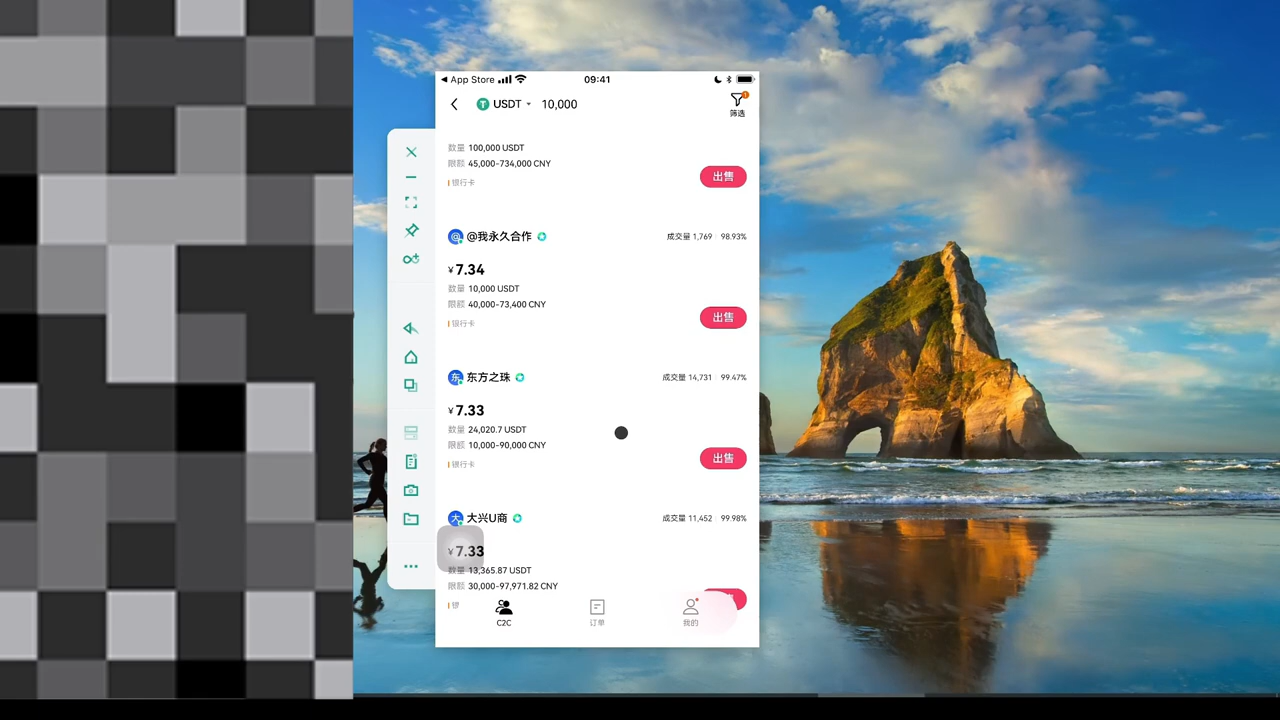 App Store
09:41
USDT 10,000
筛选
数量 100,000 USDT
限额 45,000-734,000 CNY
银行卡
出售
@我永久合作
成交量 1,769 98.93%
¥ 7.34
数量 10,000 USDT
限额 40,000-73,400 CNY
银行卡
出售
东 东方之珠
成交量 14,731 99.47%
¥ 7.33
数量 24,020.7 USDT
限额 10,000-90,000 CNY
银行卡
出售
大 大兴U商
成交量 11,452 99.98%
¥ 7.33
数量 13,365.87 USDT
限额 30,000-97,971.82 CNY
C2C
订单
我的